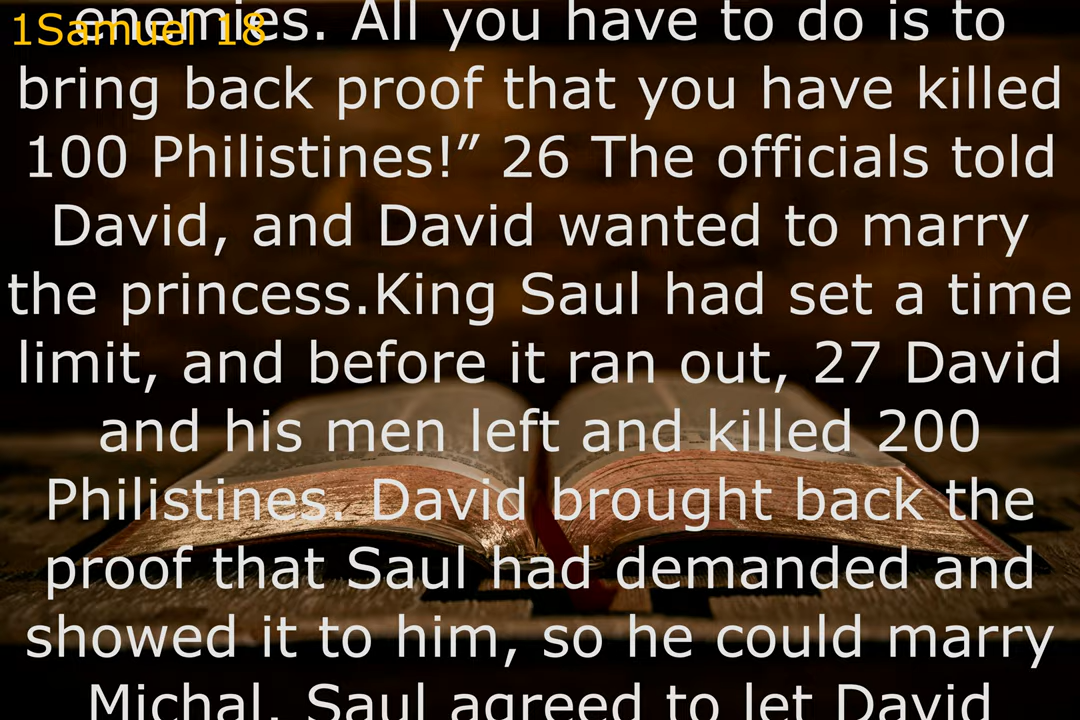 1Samuel 18
enemies. All you have to do is to
bring back proof that you have killed
100 Philistines!” 26 The officials told
David, and David wanted to marry
the princess.King Saul had set a time
limit, and before it ran out, 27 David
and his men left and killed 200
Philistines. David brought back the
proof that Saul had demanded and
showed it to him, so he could marry
Michal. Saul agreed to let David